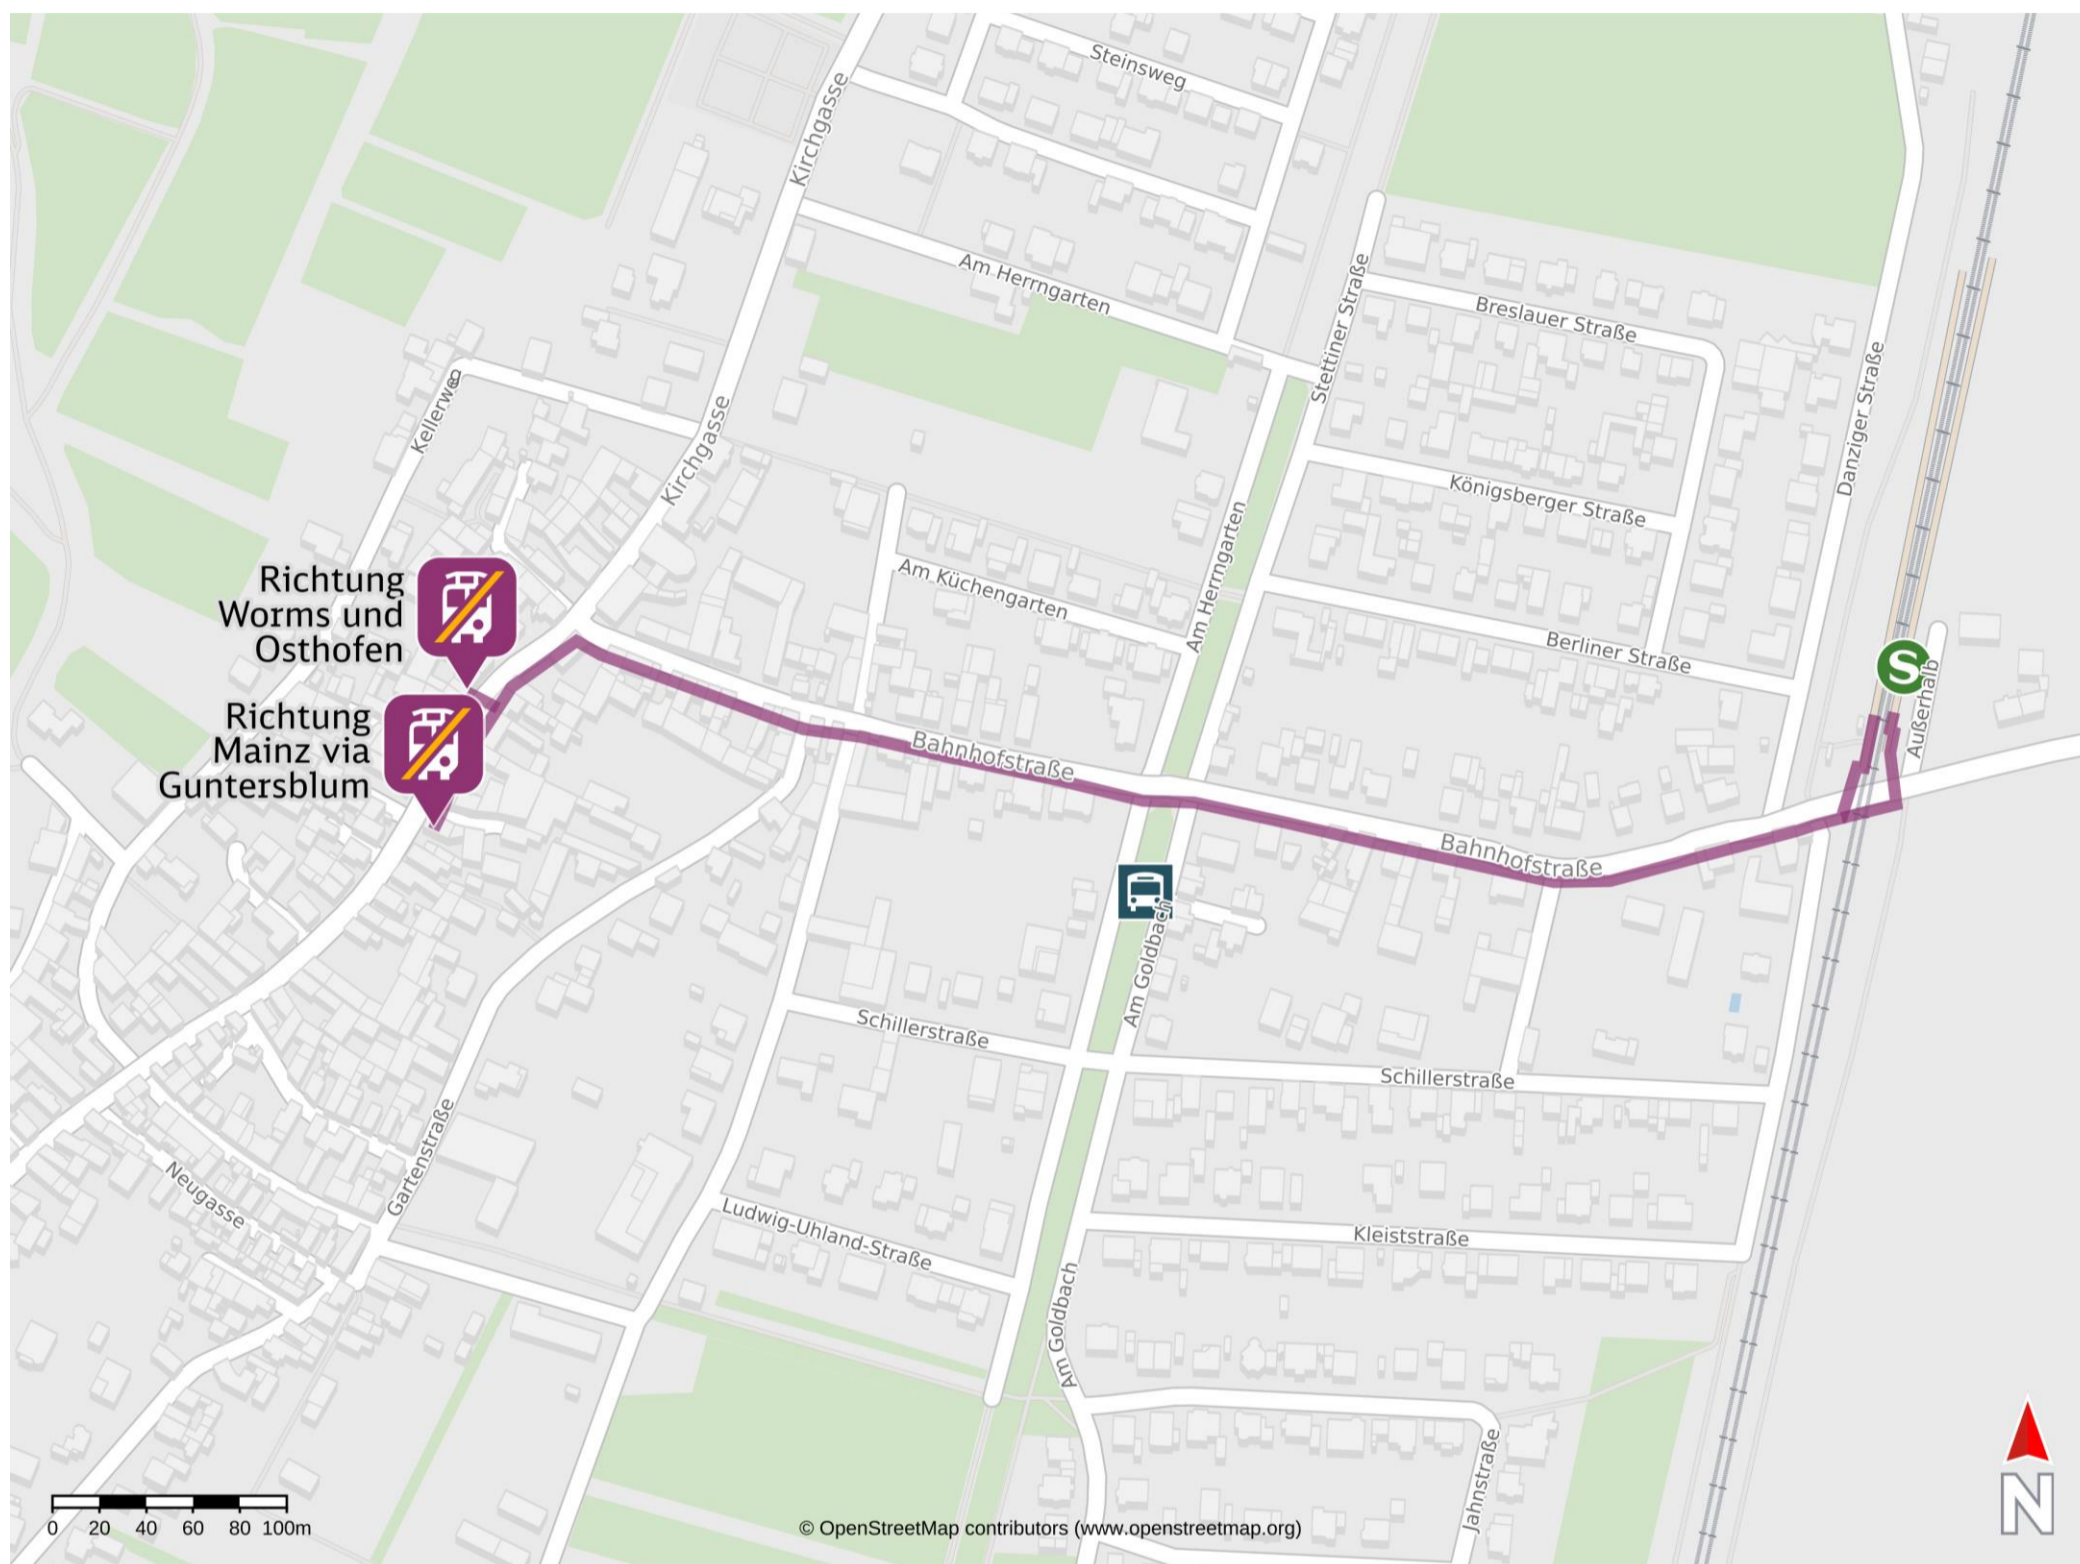 Steinsweg
Kirchgasse
Am Herrngarten
Stettiner Straße
Breslauer Straße
Danziger Straße
Kellerweg
Kirchgasse
Königsberger Straße
Am Herrngarten
Richtung
Worms und
Osthofen
Am Küchengarten
Berliner Straße
S
Außerhalb
Richtung
Mainz via
Guntersblum
Bahnhofstraße
Bahnhofstraße
Am Goldbach
Schillerstraße
Schillerstraße
Gartenstraße
Neugasse
Ludwig-Uhland-Straße
Kleiststraße
Am Goldbach
Jahnstraße
N
0 20 40 60 80 100m
© OpenStreetMap contributors (www.openstreetmap.org)